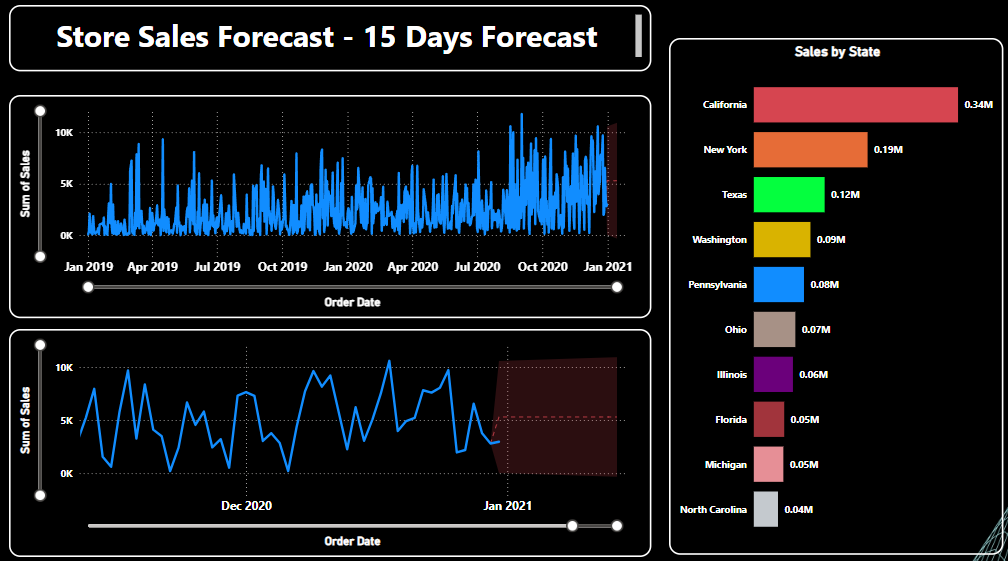 Store Sales Forecast - 15 Days Forecast
Sum of Sales
10K
5K
0K
Jan 2019 Apr 2019 Jul 2019 Oct 2019 Jan 2020 Apr 2020 Jul 2020 Oct 2020 Jan 2021
Order Date
Sum of Sales
10K
5K
0K
Dec 2020 Jan 2021
Order Date
Sales by State
California 0.34M
New York 0.19M
Texas 0.12M
Washington 0.09M
Pennsylvania 0.08M
Ohio 0.07M
Illinois 0.06M
Florida 0.05M
Michigan 0.05M
North Carolina 0.04M